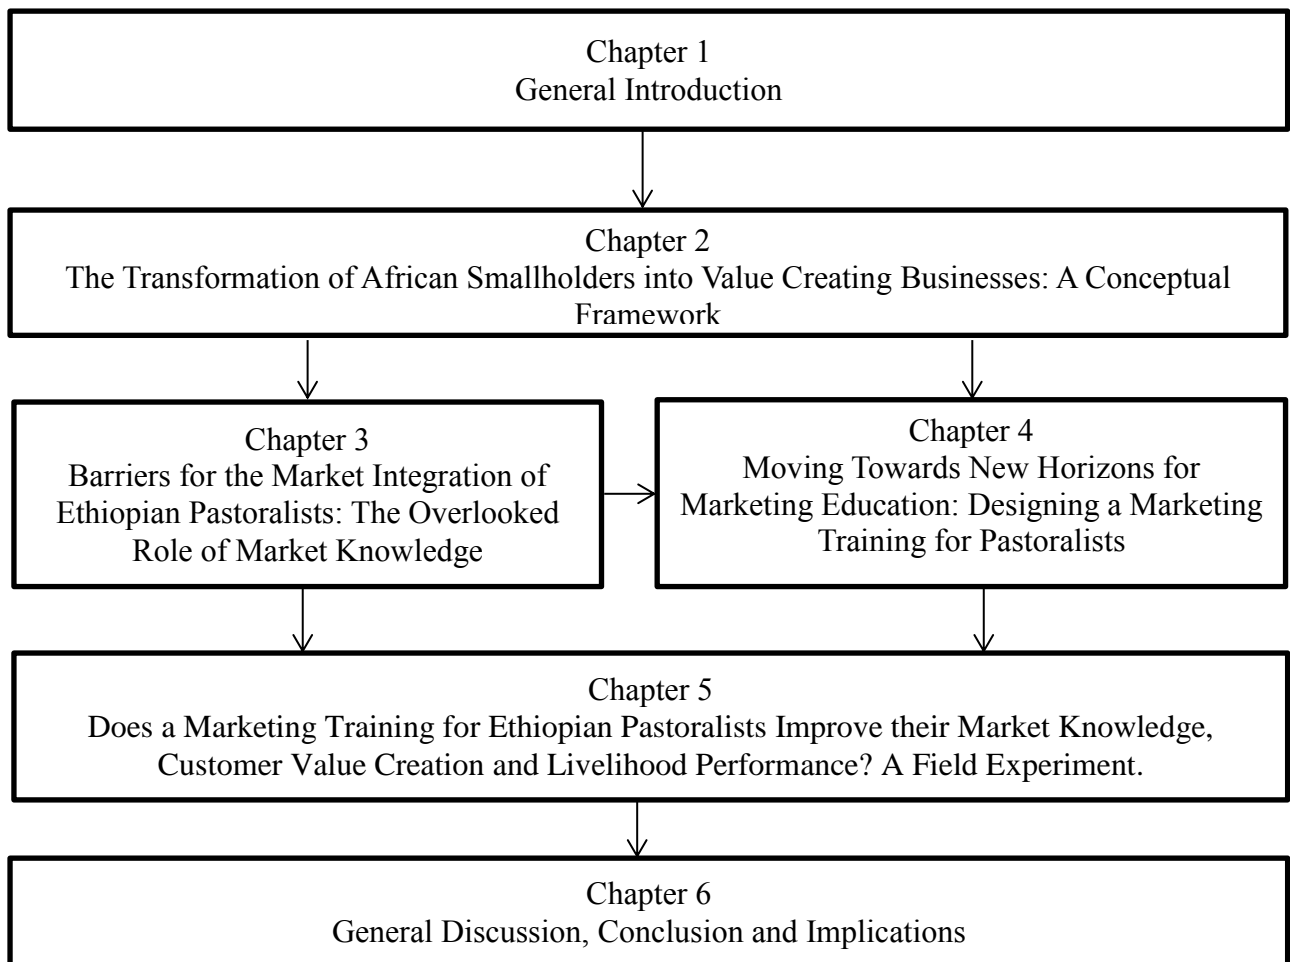 Chapter 1
General Introduction
Chapter 2
The Transformation of African Smallholders into Value Creating Businesses: A Conceptual
Framework
Chapter 3
Barriers for the Market Integration of
Ethiopian Pastoralists: The Overlooked
Role of Market Knowledge
Chapter 4
Moving Towards New Horizons for
Marketing Education: Designing a Marketing
Training for Pastoralists
Chapter 5
Does a Marketing Training for Ethiopian Pastoralists Improve their Market Knowledge,
Customer Value Creation and Livelihood Performance? A Field Experiment.
Chapter 6
General Discussion, Conclusion and Implications